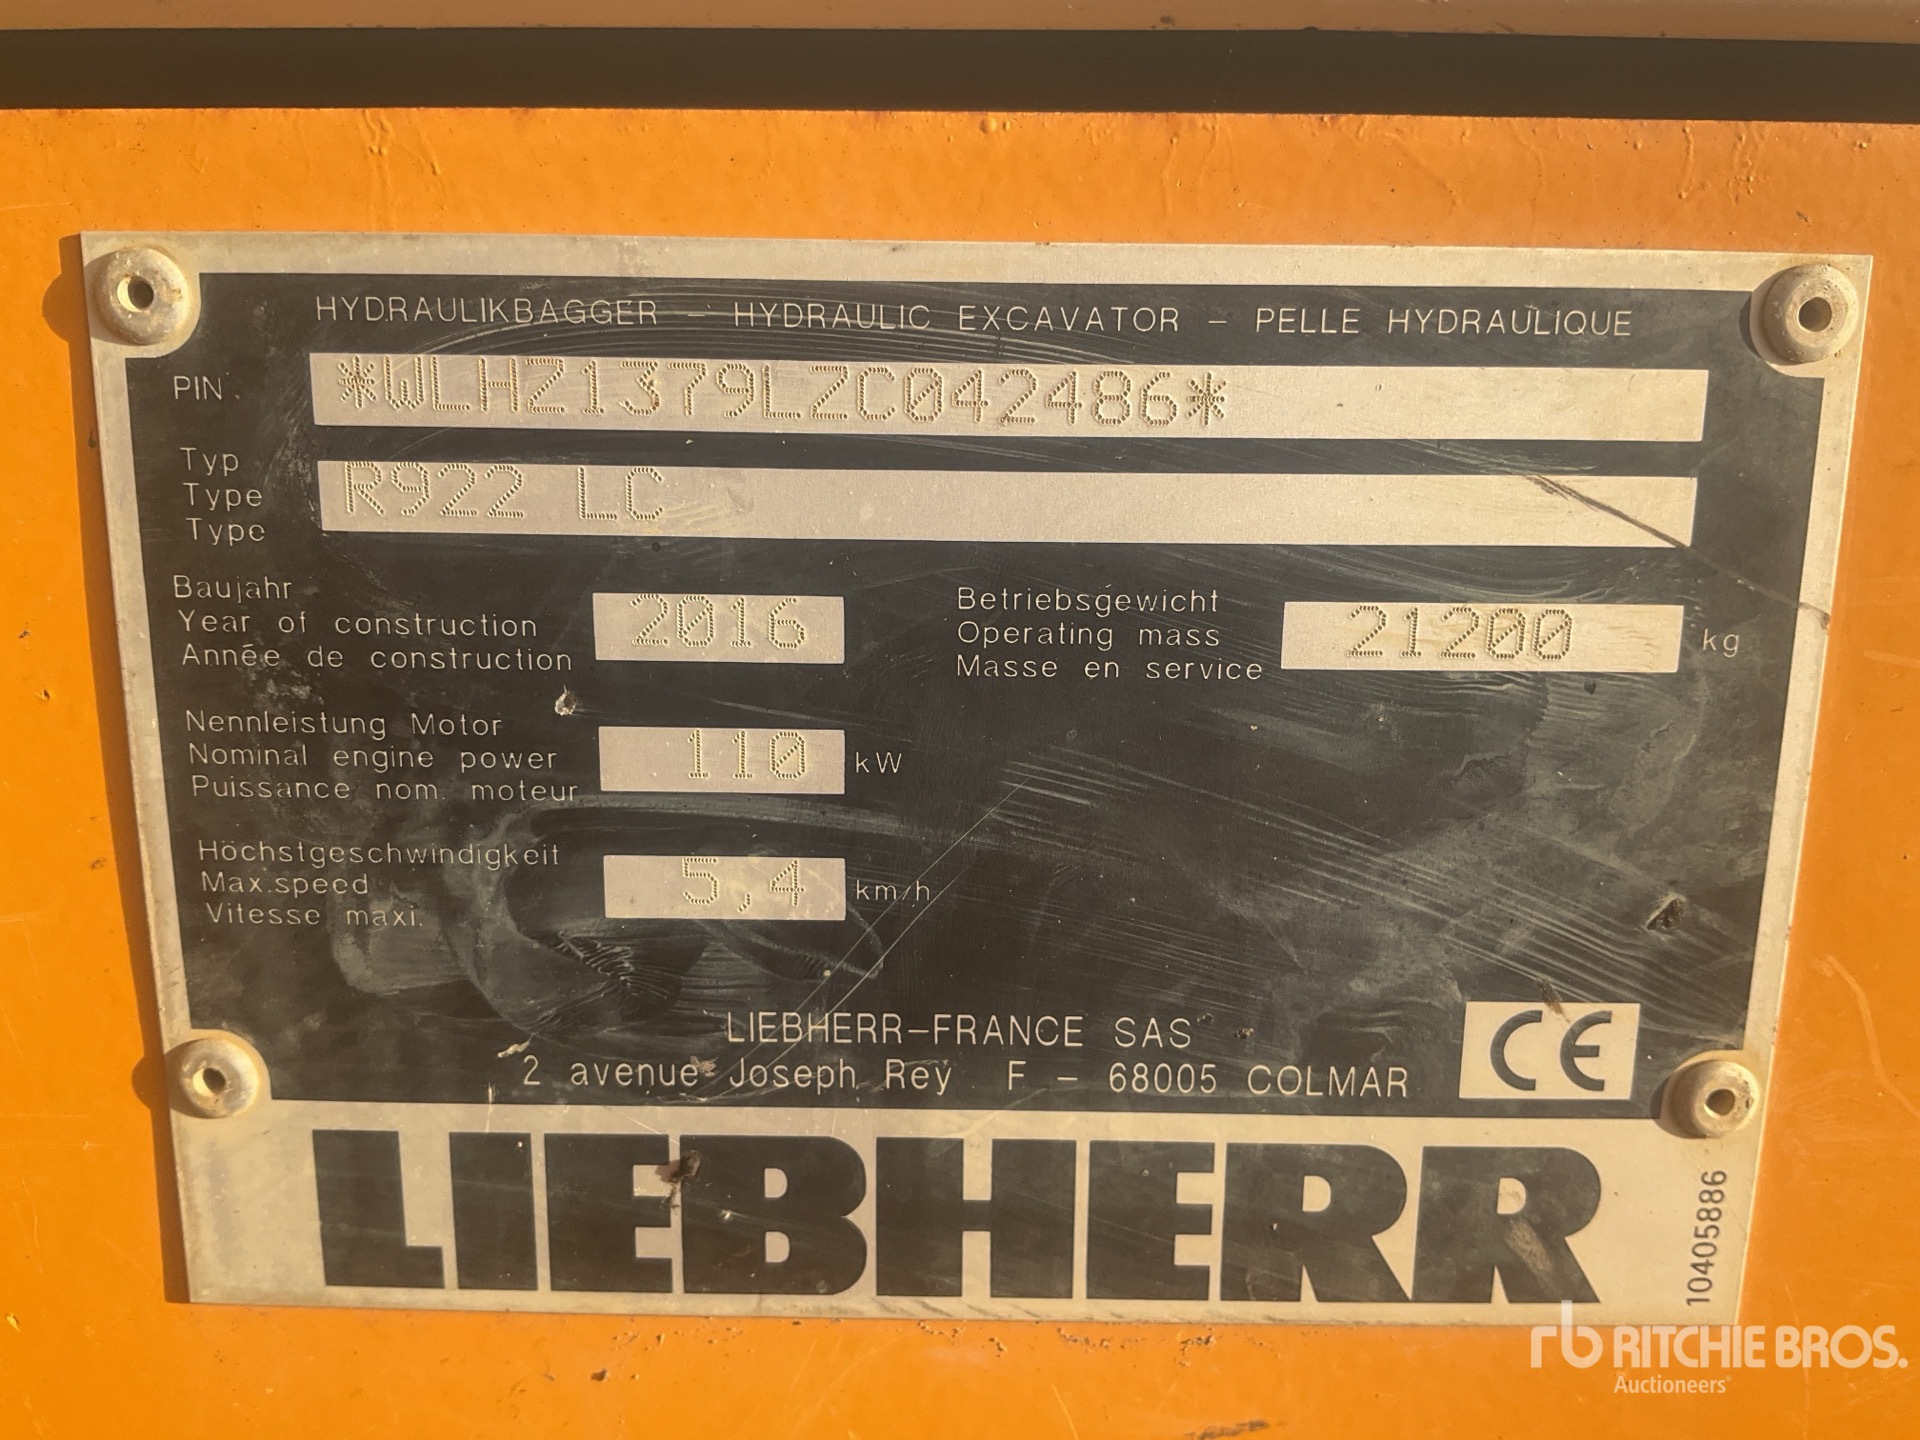 HYDRAULIKBAGGER – HYDRAULIC EXCAVATOR – PELLE HYDRAULIQUE
PIN. *WLHZ1379LZC042486*
Typ
Type R922 LC
Type
Baujahr
Year of construction 2016
Année de construction
Betriebsgewicht
Operating mass 21200 kg
Masse en service
Nennleistung Motor
Nominal engine power 110 kW
Puissance nom. moteur
Höchstgeschwindigkeit
Max.speed 5,4 km/h
Vitesse maxi.
LIEBHERR–FRANCE SAS
2 avenue Joseph Rey F – 68005 COLMAR
CE
LIEBHERR
10405886
rb RITCHIE BROS.
Auctioneers